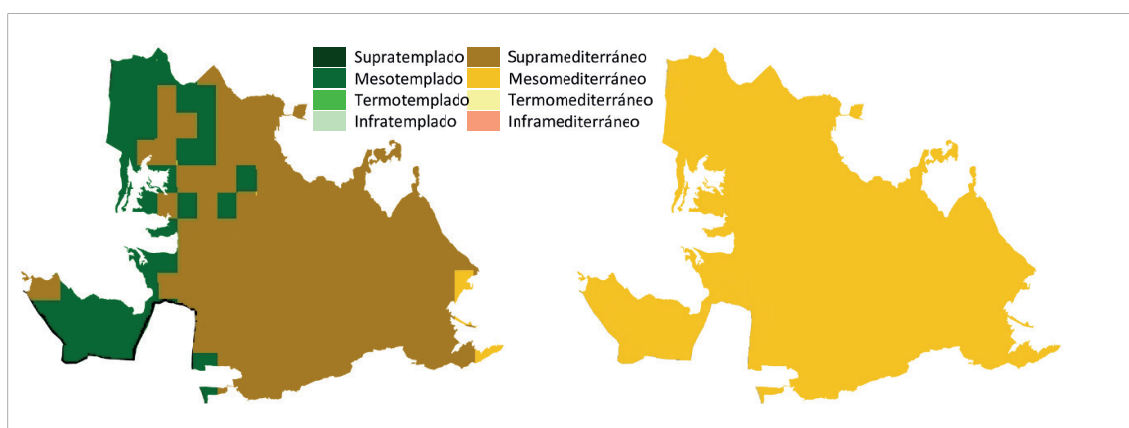 Supratemplado Supramediterráneo
Mesotemplado Mesomediterráneo
Termotemplado Termomediterráneo
Infratemplado Inframediterráneo